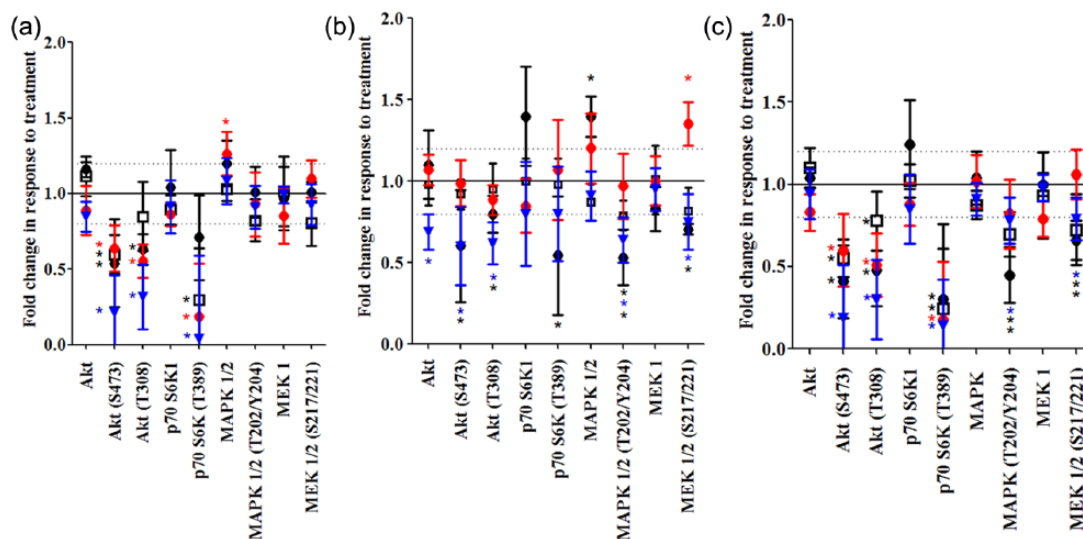 (a)
Fold change in response to treatment
2.0
1.5
1.0
0.5
0.0
*
*
*
*
*
*
*
*
*
*
*
Akt
Akt (S473)
Akt (T308)
p70 S6K1
p70 S6K (T389)
MAPK 1/2
MAPK 1/2 (T202/Y204)
MEK 1
MEK 1/2 (S217/221)
(b)
Fold change in response to treatment
2.0
1.5
1.0
0.5
0.0
*
* *
* *
*
*
* * *
*
* *
Akt
Akt (S473)
Akt (T308)
p70 S6K1
p70 S6K (T389)
MAPK 1/2
MAPK 1/2 (T202/Y204)
MEK 1
MEK 1/2 (S217/221)
(c)
Fold change in response to treatment
2.0
1.5
1.0
0.5
0.0
*
*
*
*
*
*
*
*
*
*
*
*
* * *
* * *
Akt
Akt (S473)
Akt (T308)
p70 S6K1
p70 S6K (T389)
MAPK
MAPK (T202/Y204)
MEK 1
MEK 1/2 (S217/221)